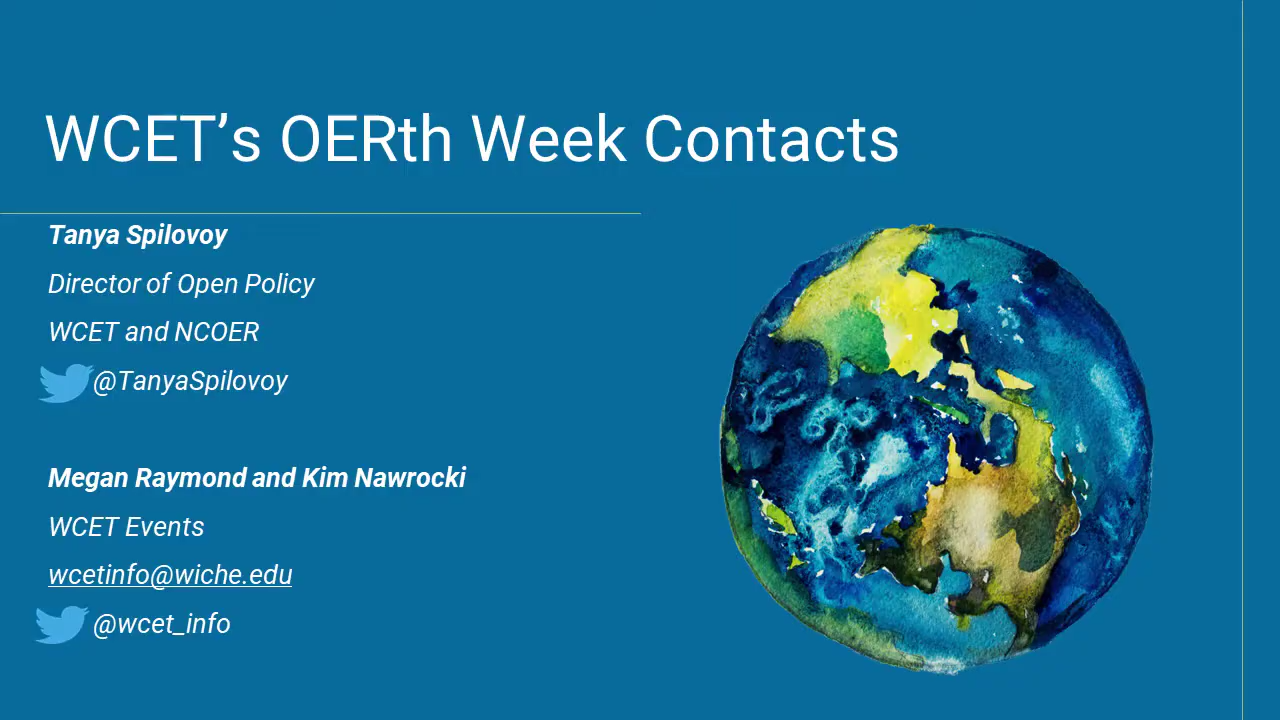 WCET’s OERth Week Contacts
Tanya Spilovoy
Director of Open Policy
WCET and NCOER
@TanyaSpilovoy
Megan Raymond and Kim Nawrocki
WCET Events
wcetinfo@wiche.edu
@wcet_info